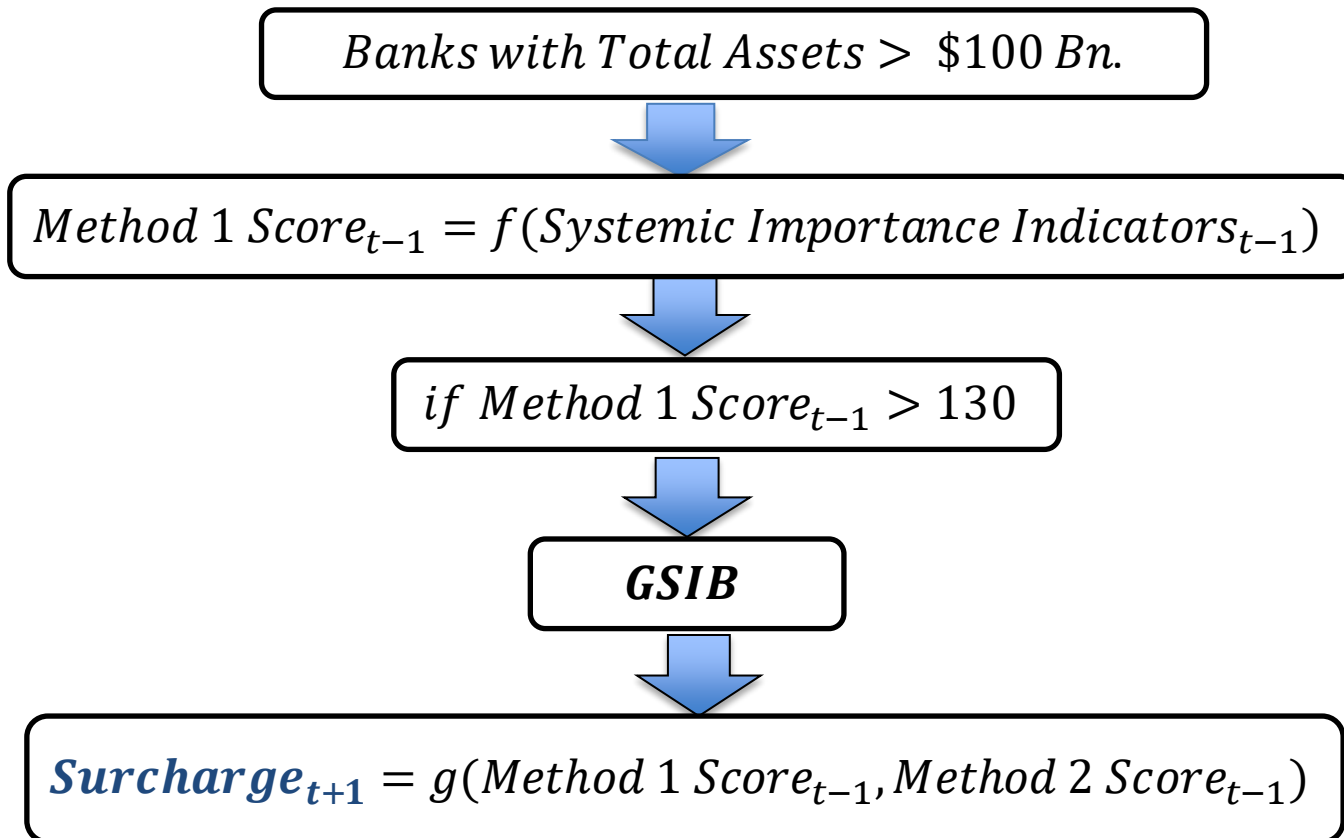 Banks with Total Assets > $100 Bn.
Method 1 Score_{t−1} = f(Systemic Importance Indicators_{t−1})
if Method 1 Score_{t−1} > 130
GSIB
Surcharge_{t+1} = g(Method 1 Score_{t−1}, Method 2 Score_{t−1})